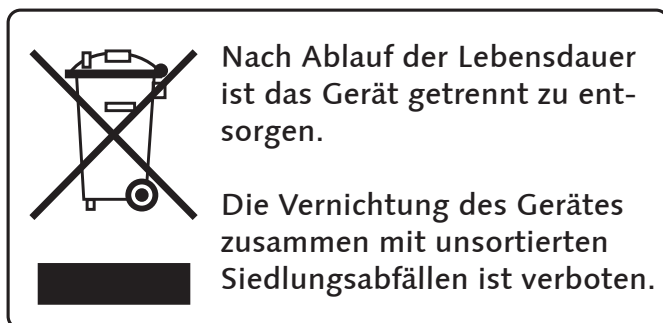 Nach Ablauf der Lebensdauer
ist das Gerät getrennt zu ent-
sorgen.
Die Vernichtung des Gerätes
zusammen mit unsortierten
Siedlungsabfällen ist verboten.